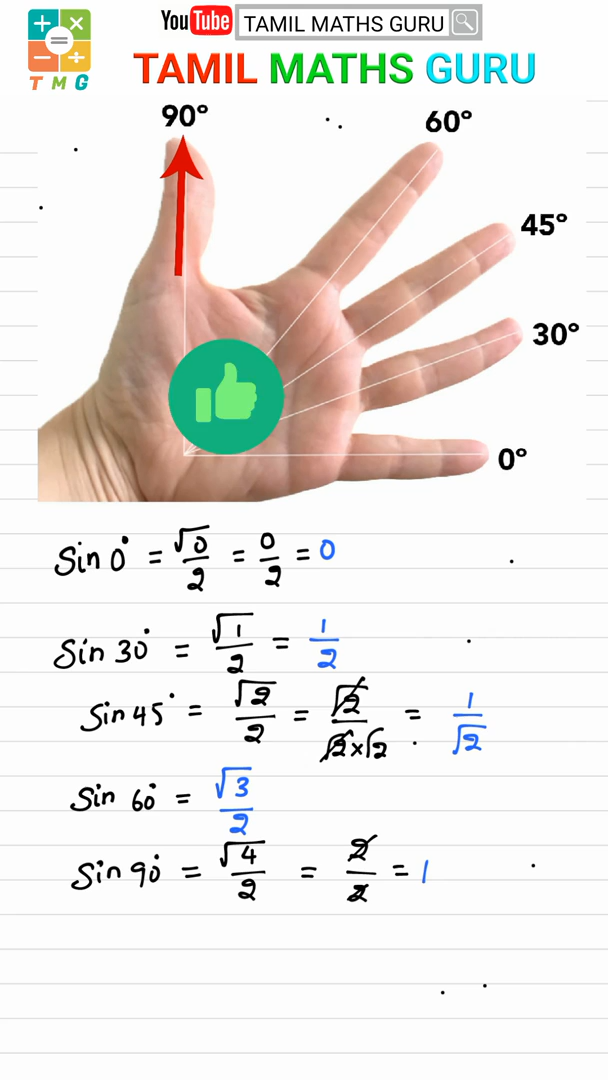 YouTube TAMIL MATHS GURU
TMG
TAMIL MATHS GURU
90°
60°
45°
30°
0°
Sin 0° = √0/2 = 0/2 = 0
Sin 30° = √1/2 = 1/2
Sin 45° = √2/2 = √2/√2×√2 = 1/√2
Sin 60° = √3/2
Sin 90° = √4/2 = 2/2 = 1